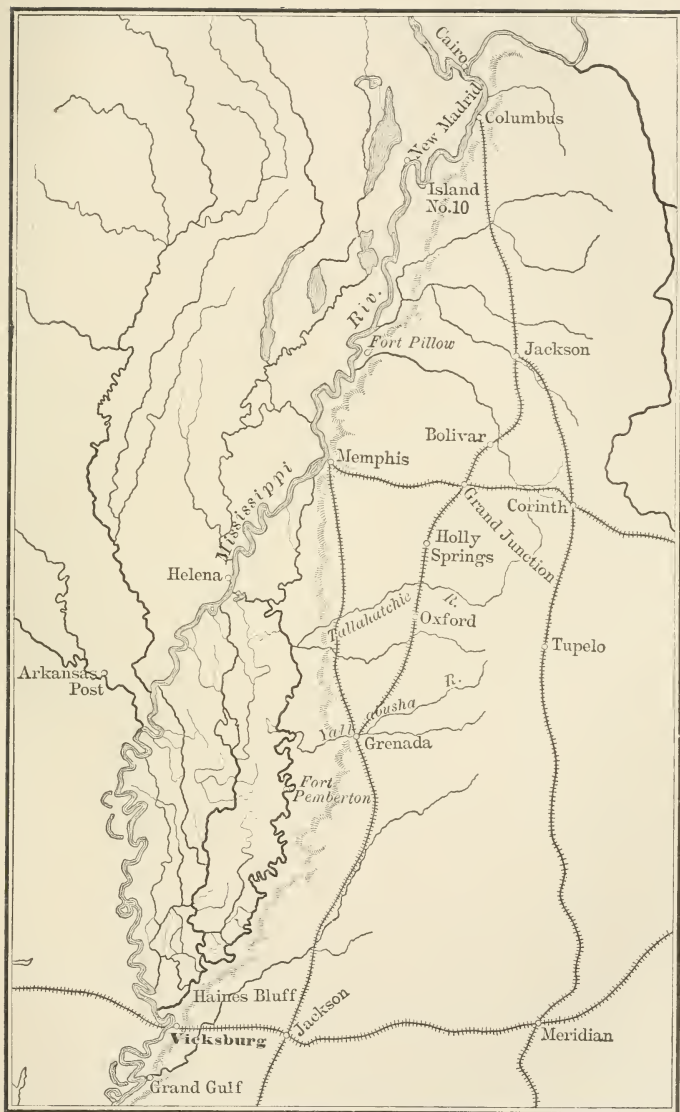 Cairo
New Madrid
Columbus
Island
No.10
Riv.
Fort Pillow
Jackson
Bolivar
Memphis
Mississippi
Grand Junction
Corinth
Holly
Springs
Helena
Tallahatchie R.
Oxford
Tupelo
Arkansas
Post
Yallabusha R.
Grenada
Fort
Pemberton
Haines Bluff
Jackson
Vicksburg
Meridian
Grand Gulf